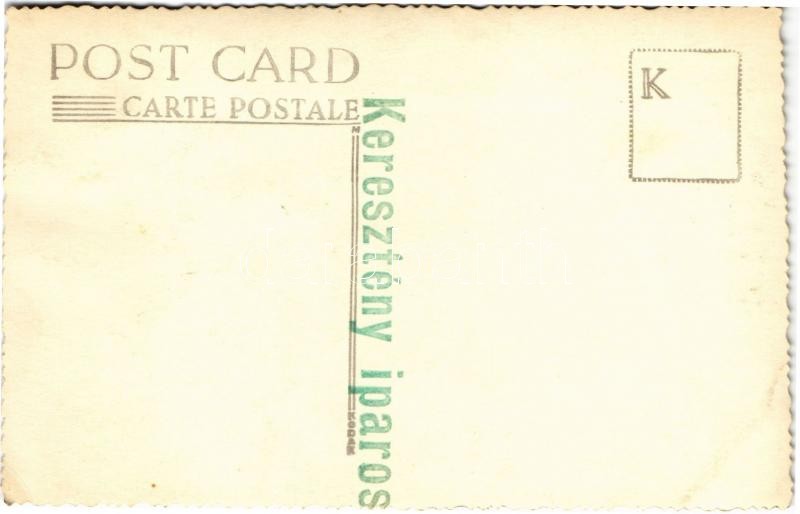 POST CARD
CARTE POSTALE
K
M
Keresztény iparos
KODAK